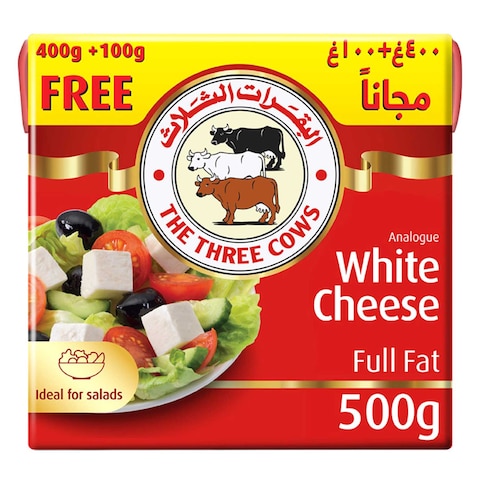 400g +100g
FREE
٤٠٠غ+١٠٠غ
مجاناً
البقرات الثلاث
THE THREE COWS
Analogue
White
Cheese
Full Fat
500g
Ideal for salads